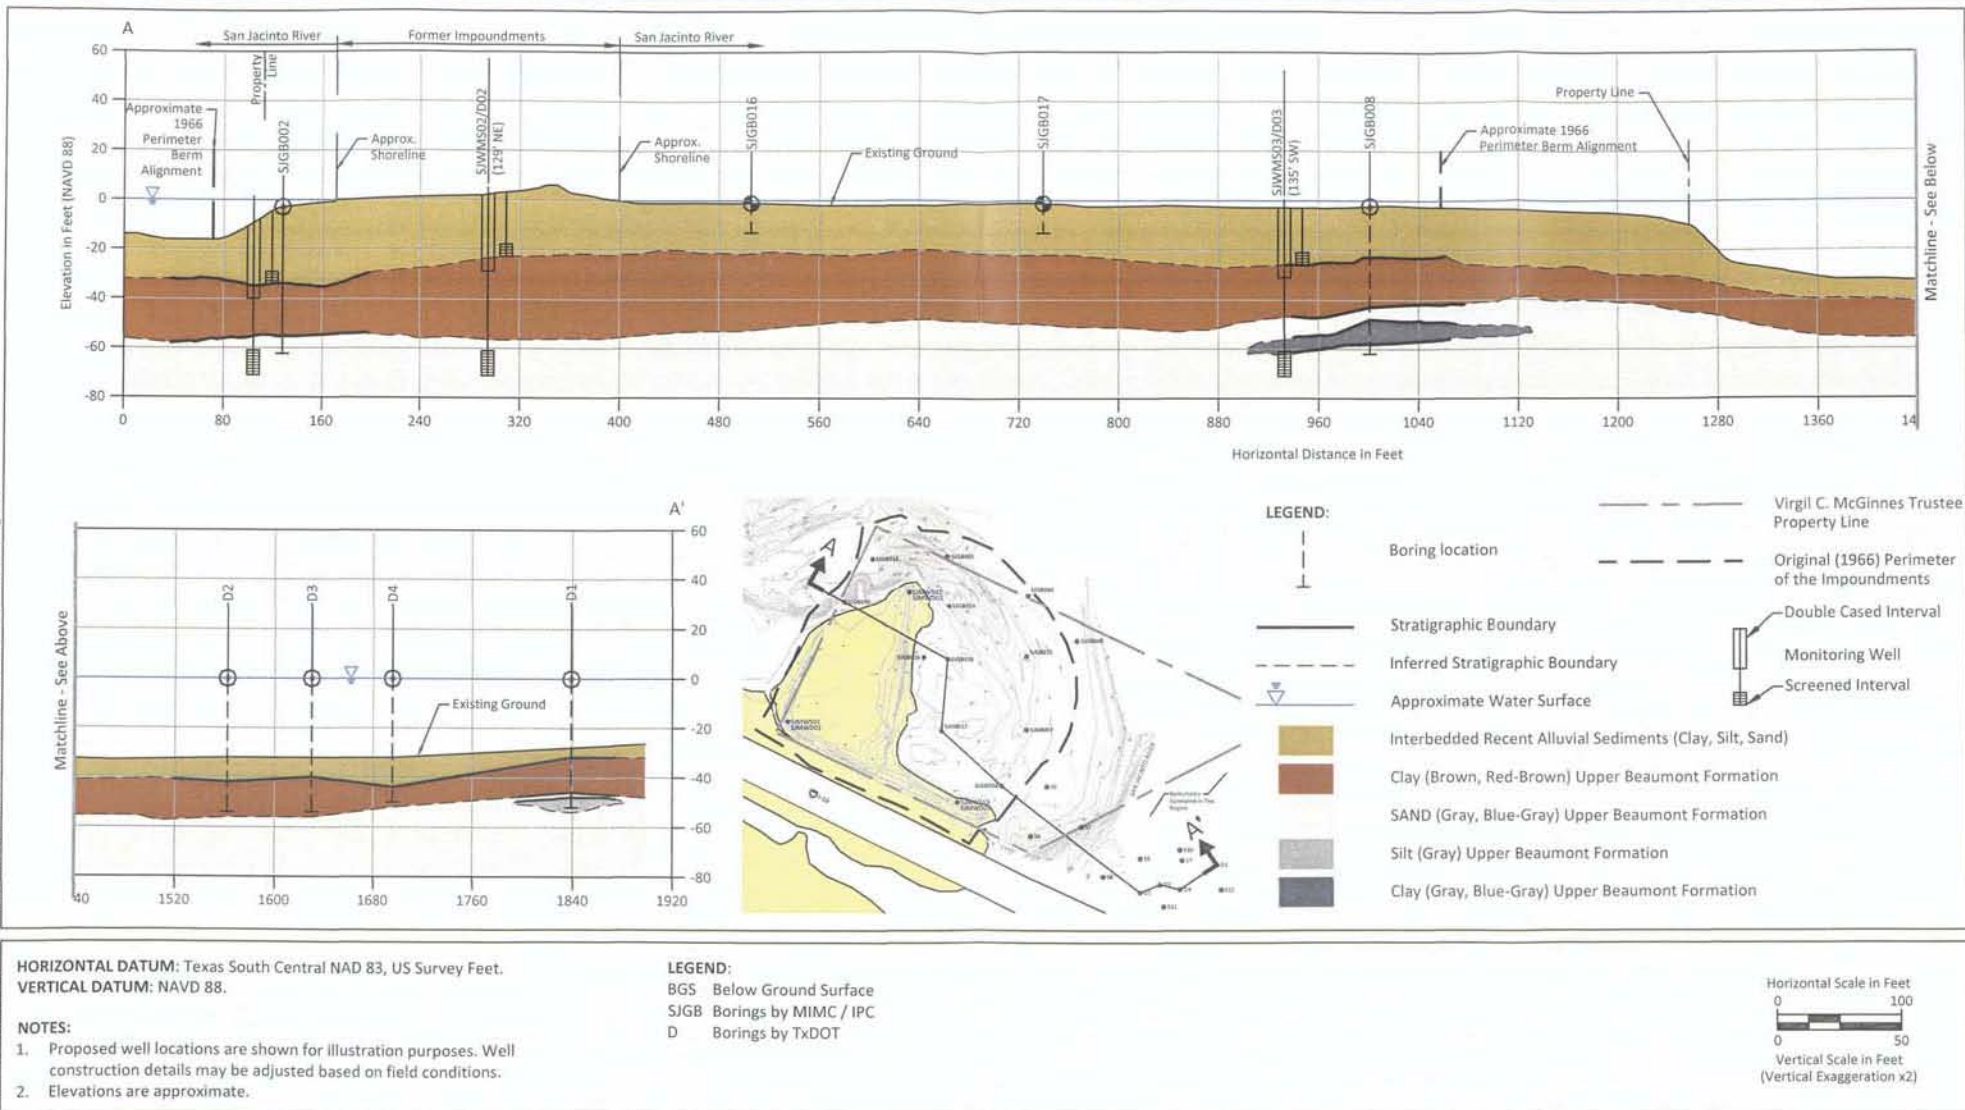 A
San Jacinto River
Former Impoundments
San Jacinto River
60
40
20
0
-20
-40
-60
-80
Elevation in Feet (NAVD 88)
Approximate
1966
Perimeter
Berm
Alignment
Property
Line
SJGB002
Approx.
Shoreline
SJWMS02/D02
(129' NE)
Approx.
Shoreline
SJGB016
Existing Ground
SJGB017
SJWMS03/D03
(135' SW)
SJGB008
Approximate 1966
Perimeter Berm Alignment
Property Line
Matchline - See Below
0
80
160
240
320
400
480
560
640
720
800
880
960
1040
1120
1200
1280
1360
14
Horizontal Distance in Feet
A'
Matchline - See Above
D2
D3
D4
D1
Existing Ground
60
40
20
0
-20
-40
-60
-80
40
1520
1600
1680
1760
1840
1920
A
A'
LEGEND:
Boring location
Stratigraphic Boundary
Inferred Stratigraphic Boundary
Approximate Water Surface
Interbedded Recent Alluvial Sediments (Clay, Silt, Sand)
Clay (Brown, Red-Brown) Upper Beaumont Formation
SAND (Gray, Blue-Gray) Upper Beaumont Formation
Silt (Gray) Upper Beaumont Formation
Clay (Gray, Blue-Gray) Upper Beaumont Formation
Virgil C. McGinnes Trustee
Property Line
Original (1966) Perimeter
of the Impoundments
Double Cased Interval
Monitoring Well
Screened Interval
HORIZONTAL DATUM: Texas South Central NAD 83, US Survey Feet.
VERTICAL DATUM: NAVD 88.
NOTES:
1. Proposed well locations are shown for illustration purposes. Well
construction details may be adjusted based on field conditions.
2. Elevations are approximate.
LEGEND:
BGS Below Ground Surface
SJGB Borings by MIMC / IPC
D Borings by TxDOT
Horizontal Scale in Feet
0 100
0 50
Vertical Scale in Feet
(Vertical Exaggeration x2)